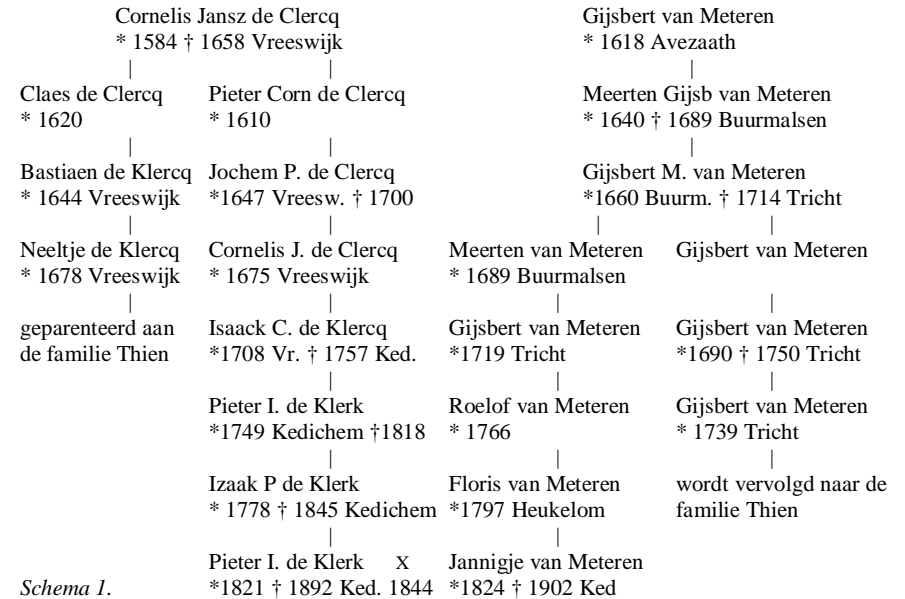 Cornelis Jansz de Clercq Gijsbert van Meteren
* 1584 † 1658 Vreeswijk * 1618 Avezaath
| | |
Claes de Clercq Pieter Corn de Clercq Meerten Gijsb van Meteren
* 1620 * 1610 * 1640 † 1689 Buurmalsen
| | |
Bastiaen de Klercq Jochem P. de Clercq Gijsbert M. van Meteren
* 1644 Vreeswijk *1647 Vreesw. † 1700 *1660 Buurm. † 1714 Tricht
| | | |
Neeltje de Klercq Cornelis J. de Clercq Meerten van Meteren Gijsbert van Meteren
* 1678 Vreeswijk * 1675 Vreeswijk * 1689 Buurmalsen
| | | |
geparenteerd aan Isaack C. de Klercq Gijsbert van Meteren Gijsbert van Meteren
de familie Thien *1708 Vr. † 1757 Ked. *1719 Tricht *1690 † 1750 Tricht
| | |
Pieter I. de Klerk Roelof van Meteren Gijsbert van Meteren
*1749 Kedichem †1818 * 1766 * 1739 Tricht
| | |
Izaak P de Klerk Floris van Meteren wordt vervolgd naar de
* 1778 † 1845 Kedichem *1797 Heukelom familie Thien
| |
Pieter I. de Klerk X Jannigje van Meteren
Schema 1. *1821 † 1892 Ked. 1844 *1824 † 1902 Ked